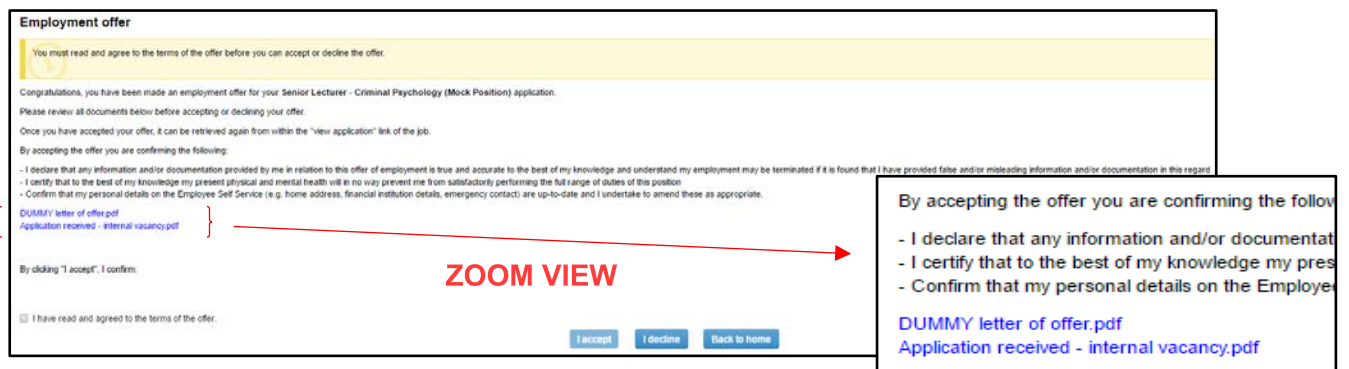 Employment offer
You must read and agree to the terms of the offer before you can accept or decline the offer.
Congratulations, you have been made an employment offer for your Senior Lecturer - Criminal Psychology (Mock Position) application.
Please review all documents below before accepting or declining your offer.
Once you have accepted your offer, it can be retrieved again from within the "view application" link of the job.
By accepting the offer you are confirming the following:
- I declare that any information and/or documentation provided by me in relation to this offer of employment is true and accurate to the best of my knowledge and understand my employment may be terminated if it is found that I have provided false and/or misleading information and/or documentation in this regard
- I certify that to the best of my knowledge my present physical and mental health will in no way prevent me from satisfactorily performing the full range of duties of this position
- Confirm that my personal details on the Employee Self Service (e.g. home address, financial institution details, emergency contact) are up-to-date and I undertake to amend these as appropriate.
DUMMY letter of offer.pdf
Application received - internal vacancy.pdf
By clicking "I accept", I confirm.
ZOOM VIEW
I have read and agreed to the terms of the offer.
I accept
I decline
Back to home
By accepting the offer you are confirming the follow
- I declare that any information and/or documentat
- I certify that to the best of my knowledge my pres
- Confirm that my personal details on the Employe
DUMMY letter of offer.pdf
Application received - internal vacancy.pdf